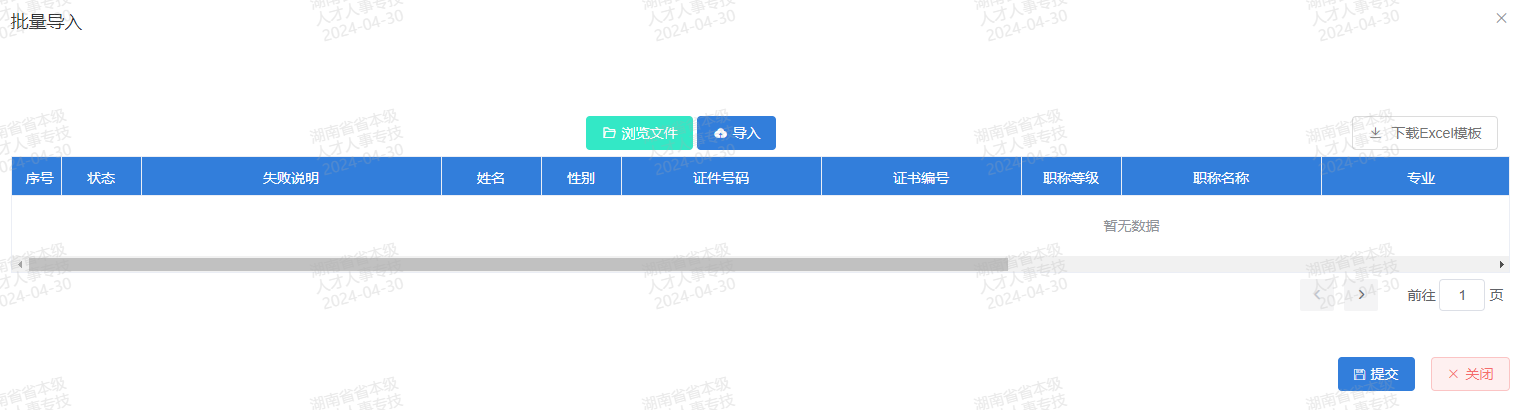 批量导入
浏览文件 导入 下载Excel模板
序号 状态 失败说明 姓名 性别 证件号码 证书编号 职称等级 职称名称 专业
暂无数据
前往 1 页
提交 关闭
湖南省省本级
人才人事专技
2024-04-30